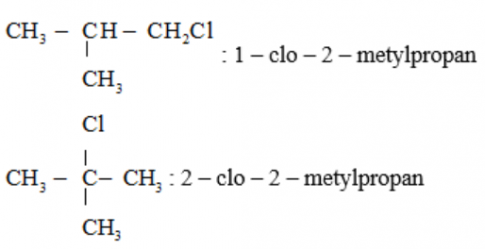 CH₃ – CH – CH₂Cl
: 1 – clo – 2 – metylpropan
CH₃
Cl
CH₃ – C – CH₃ : 2 – clo – 2 – metylpropan
CH₃